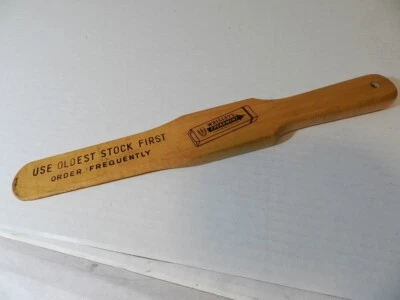 USE OLDEST STOCK FIRST
ORDER FREQUENTLY